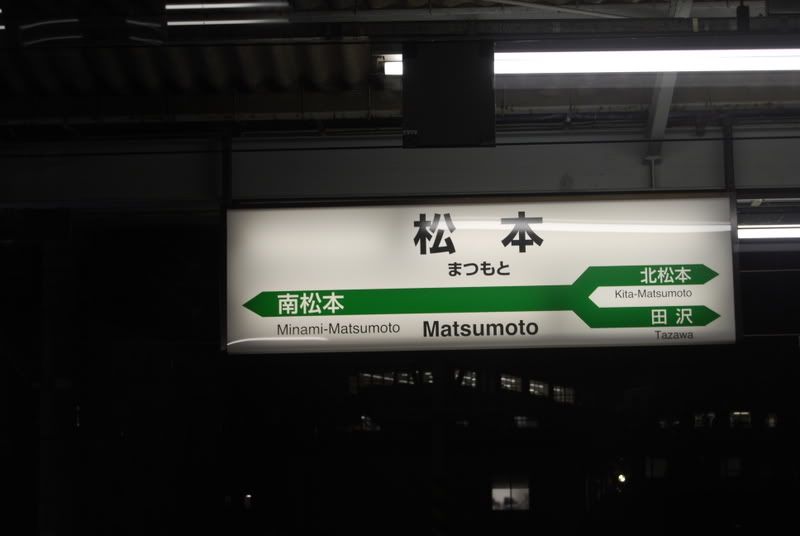 松本
まつもと
南松本
Minami-Matsumoto
Matsumoto
北松本
Kita-Matsumoto
田沢
Tazawa